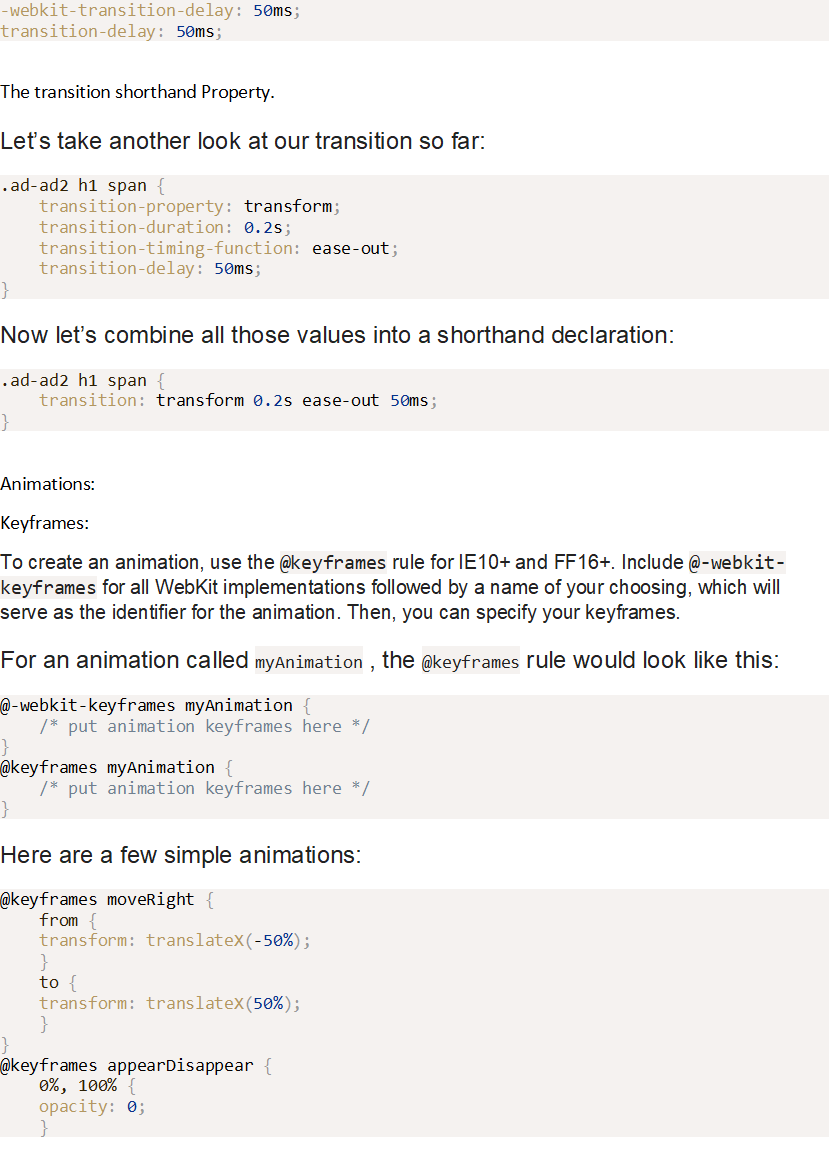 -webkit-transition-delay: 50ms;
transition-delay: 50ms;
The transition shorthand Property.
Let’s take another look at our transition so far:
.ad-ad2 h1 span {
    transition-property: transform;
    transition-duration: 0.2s;
    transition-timing-function: ease-out;
    transition-delay: 50ms;
}
Now let’s combine all those values into a shorthand declaration:
.ad-ad2 h1 span {
    transition: transform 0.2s ease-out 50ms;
}
Animations:
Keyframes:
To create an animation, use the @keyframes rule for IE10+ and FF16+. Include @-webkit-
keyframes for all WebKit implementations followed by a name of your choosing, which will
serve as the identifier for the animation. Then, you can specify your keyframes.
For an animation called myAnimation , the @keyframes rule would look like this:
@-webkit-keyframes myAnimation {
    /* put animation keyframes here */
}
@keyframes myAnimation {
    /* put animation keyframes here */
}
Here are a few simple animations:
@keyframes moveRight {
    from {
    transform: translateX(-50%);
    }
    to {
    transform: translateX(50%);
    }
}
@keyframes appearDisappear {
    0%, 100% {
    opacity: 0;
    }